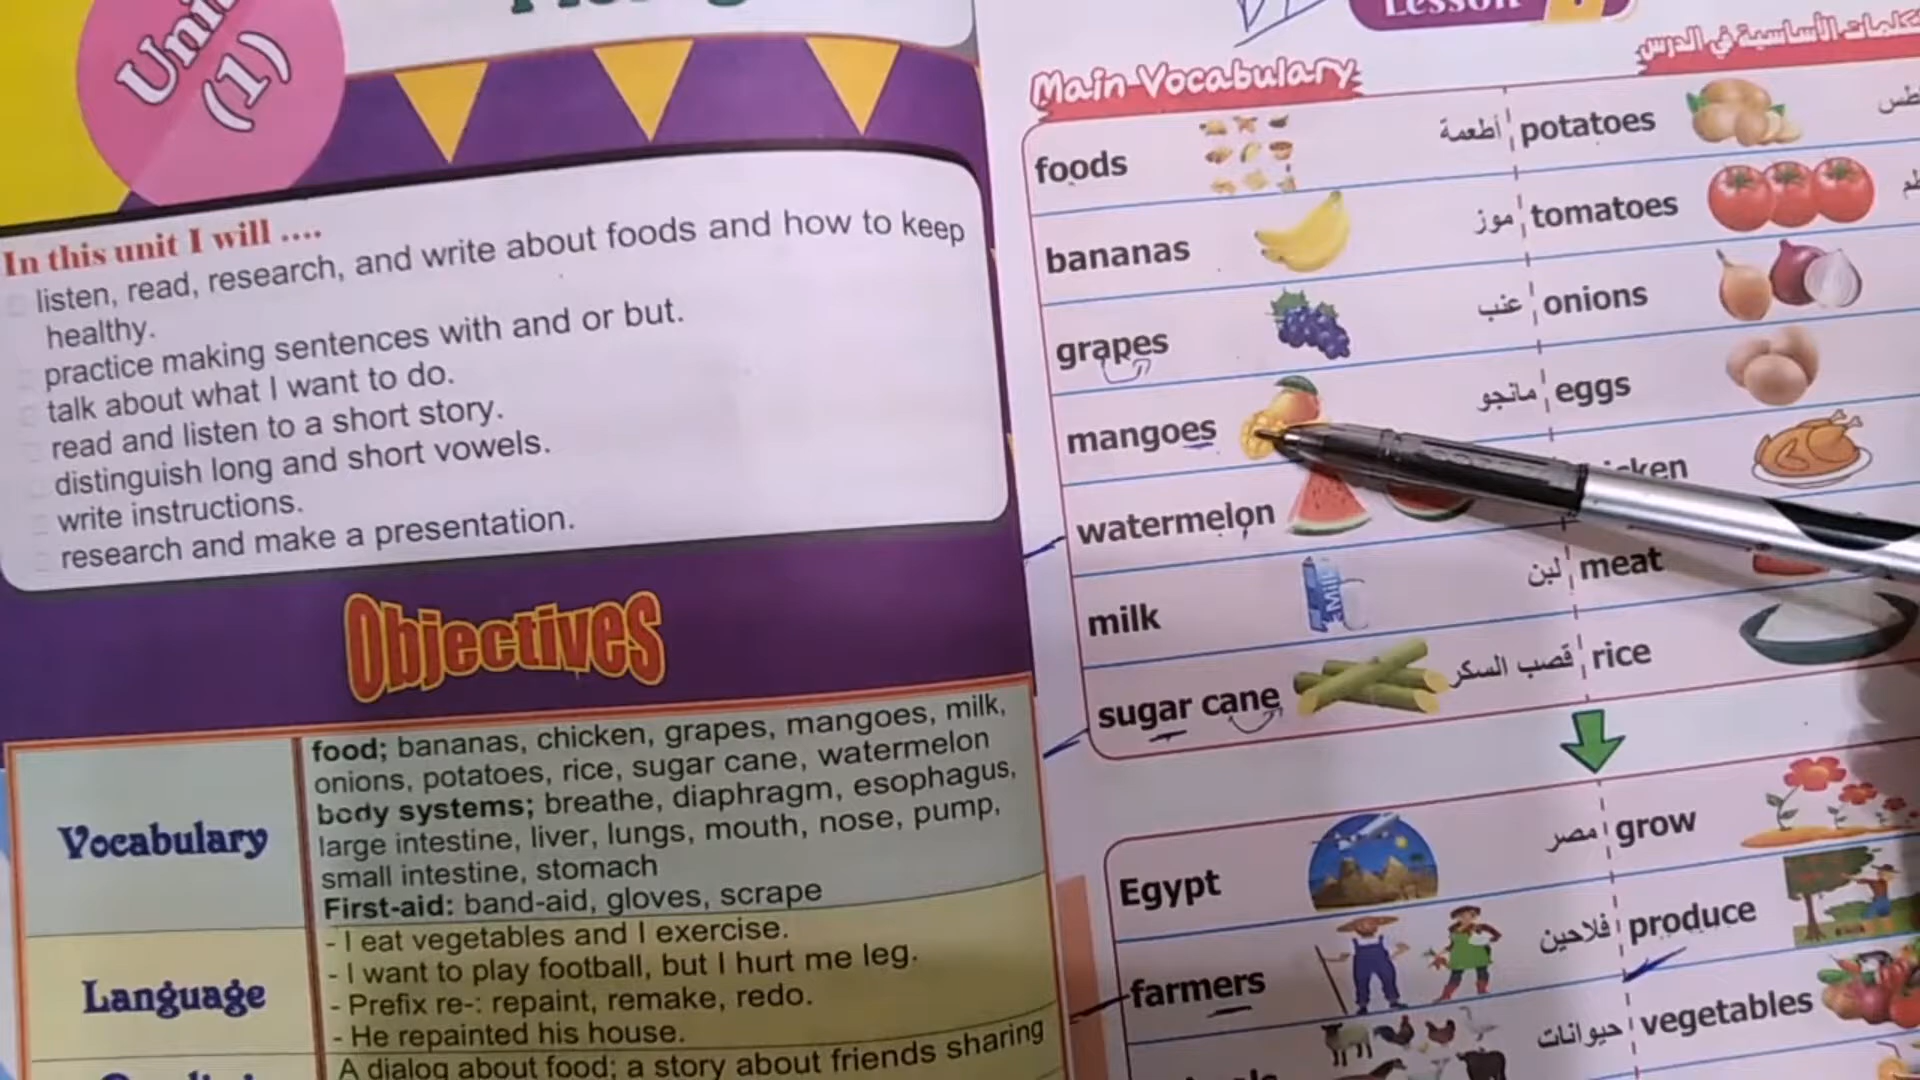 Unit
(1)
In this unit I will ....
listen, read, research, and write about foods and how to keep
healthy.
practice making sentences with and or but.
talk about what I want to do.
read and listen to a short story.
distinguish long and short vowels.
write instructions.
research and make a presentation.
Objectives
Vocabulary
food; bananas, chicken, grapes, mangoes, milk,
onions, potatoes, rice, sugar cane, watermelon
body systems; breathe, diaphragm, esophagus,
large intestine, liver, lungs, mouth, nose, pump,
small intestine, stomach
First-aid: band-aid, gloves, scrape
Language
- I eat vegetables and I exercise.
- I want to play football, but I hurt me leg.
- Prefix re-: repaint, remake, redo.
- He repainted his house.
A dialog about food; a story about friends sharing
Lesson
Main Vocabulary
الأساسية في الدرس
foods أطعمة potatoes
bananas موز tomatoes
grapes عنب onions
mangoes مانجو eggs
watermelon
milk لبن meat
Milk
sugar cane قصب السكر rice
Egypt مصر grow
farmers فلاحين produce
حيوانات vegetables